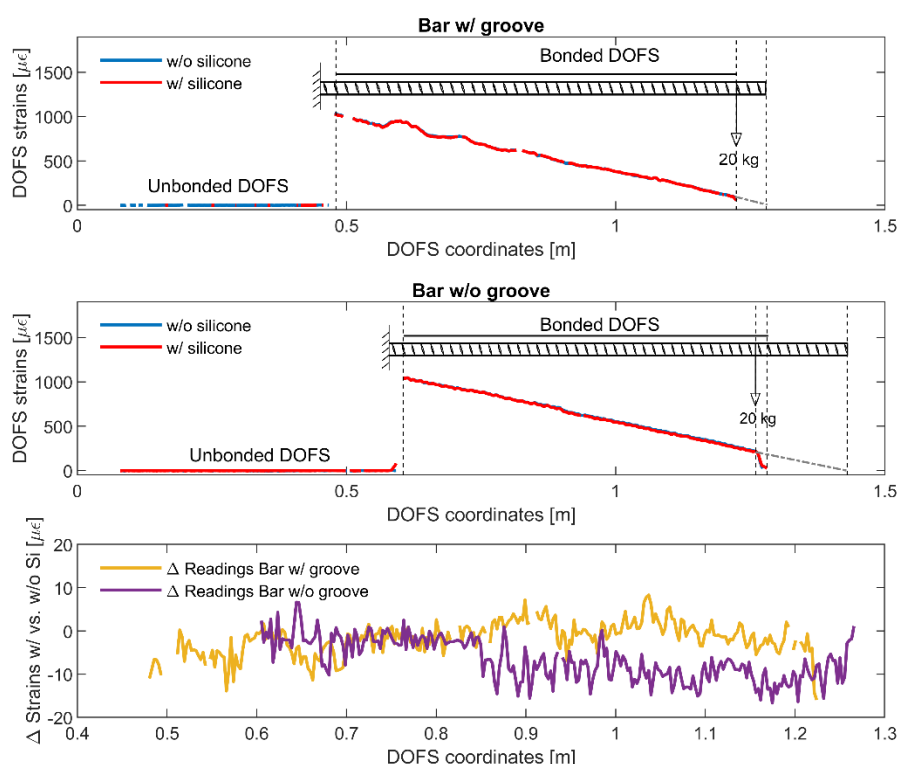 Bar w/ groove
DOFS strains [με]
1500
1000
500
0
w/o silicone
w/ silicone
Bonded DOFS
20 kg
Unbonded DOFS
0 0.5 1 1.5
DOFS coordinates [m]
Bar w/o groove
DOFS strains [με]
1500
1000
500
0
w/o silicone
w/ silicone
Bonded DOFS
20 kg
Unbonded DOFS
0 0.5 1 1.5
DOFS coordinates [m]
Δ Strains w/ vs. w/o Si [με]
20
10
0
-10
-20
Δ Readings Bar w/ groove
Δ Readings Bar w/o groove
0.4 0.5 0.6 0.7 0.8 0.9 1 1.1 1.2 1.3
DOFS coordinates [m]